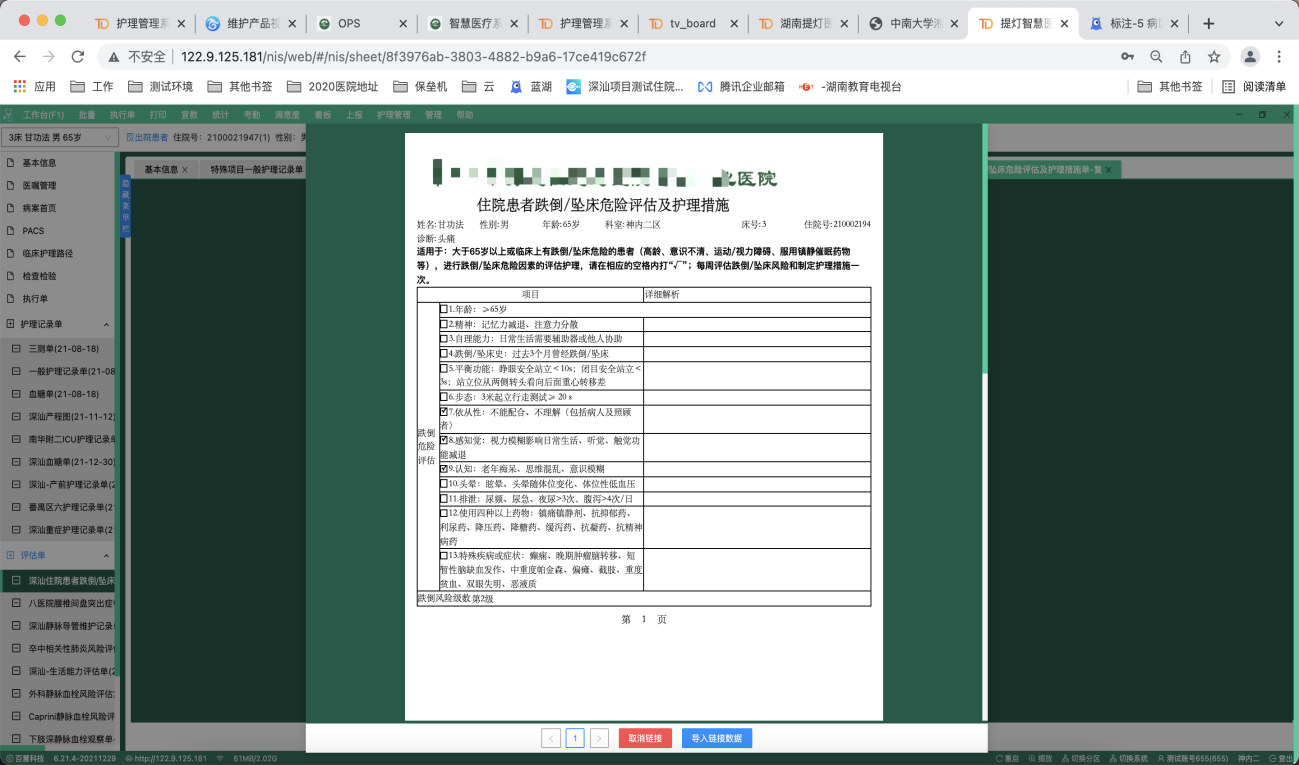 护理管理系
维护产品视
OPS
智慧医疗系
护理管理系
tv_board
湖南提灯医
中南大学湘
提灯智慧医
标注-5 病
不安全
122.9.125.181/nis/web/#/nis/sheet/8f3976ab-3803-4882-b9a6-17ce419c672f
应用
工作
测试环境
其他书签
2020医院地址
保垒机
云
蓝湖
深汕项目测试住院...
腾讯企业邮箱
-湖南教育电视台
其他书签
阅读清单
工作台(F1) 批量 执行单 打印 宣教 统计 考勤 满意度 看板 上报 护理管理 管理 帮助
3床 甘功法 男 65岁
住院号: 2100021947(1) 性别: 男
基本信息
医嘱管理
病案首页
PACS
临床护理路径
检查检验
执行单
护理记录单
三测单(21-08-18)
一般护理记录单(21-08
血糖单(21-08-18)
深汕产程图(21-11-12)
南华附二ICU护理记录单
深汕血糖单(21-12-30)
深汕-产前护理记录单(2
番禺区六护理记录单(2
深汕重症护理记录单(2
评估单
深汕住院患者跌倒/坠床
八医院腰椎间盘突出症
深汕静脉导管维护记录
卒中相关性肺炎风险评
深汕-生活能力评估单(2
外科静脉血栓风险评估
Caprini静脉血栓风险评
下肢深静脉血栓观察单
隐藏菜单栏
基本信息
特殊项目一般护理记录单
坠床危险评估及护理措施单-复
医院
住院患者跌倒/坠床危险评估及护理措施
姓名:甘功法 性别:男 年龄:65岁 科室:神内二区 床号:3 住院号:210002194
诊断:头痛
适用于：大于65岁以上或临床上有跌倒/坠床危险的患者（高龄、意识不清、运动/视力障碍、服用镇静催眠药物
等），进行跌倒/坠床危险因素的评估护理，请在相应的空格内打“√”；每周评估跌倒/坠床风险和制定护理措施一
次。
项目 详细解析
跌倒
危险
评估
1.年龄：≥65岁
2.精神：记忆力减退、注意力分散
3.自理能力：日常生活需要辅助器或他人协助
4.跌倒/坠床史：过去3个月曾经跌倒/坠床
5.平衡功能：睁眼安全站立＜10s；闭目安全站立＜
3s；站立位从两侧转头看向后面重心转移差
6.步态：3米起立行走测试≥ 20 s
7.依从性：不能配合、不理解（包括病人及照顾
者）
8.感知觉：视力模糊影响日常生活、听觉、触觉功
能减退
9.认知：老年痴呆、思维混乱、意识模糊
10.头晕：眩晕、头晕随体位变化、体位性低血压
11.排泄：尿频、尿急、夜尿>3次，腹泻>4次/日
12.使用四种以上药物：镇痛镇静剂、抗抑郁药、
利尿药、降压药、降糖药、缓泻药、抗凝药、抗精神
病药
13.特殊疾病或症状：癫痫、晚期肿瘤脑转移、短
暂性脑缺血发作、中重度帕金森、偏瘫、截肢、重度
贫血、双眼失明、恶液质
跌倒风险级数 第2级
第 1 页
1
取消链接
导入链接数据
百慧科技 6.21.4-20211229 http://122.9.125.181 61MB/2.02G
重启 播放 切换分区 切换系统 测试账号655(655) 神内二 登出